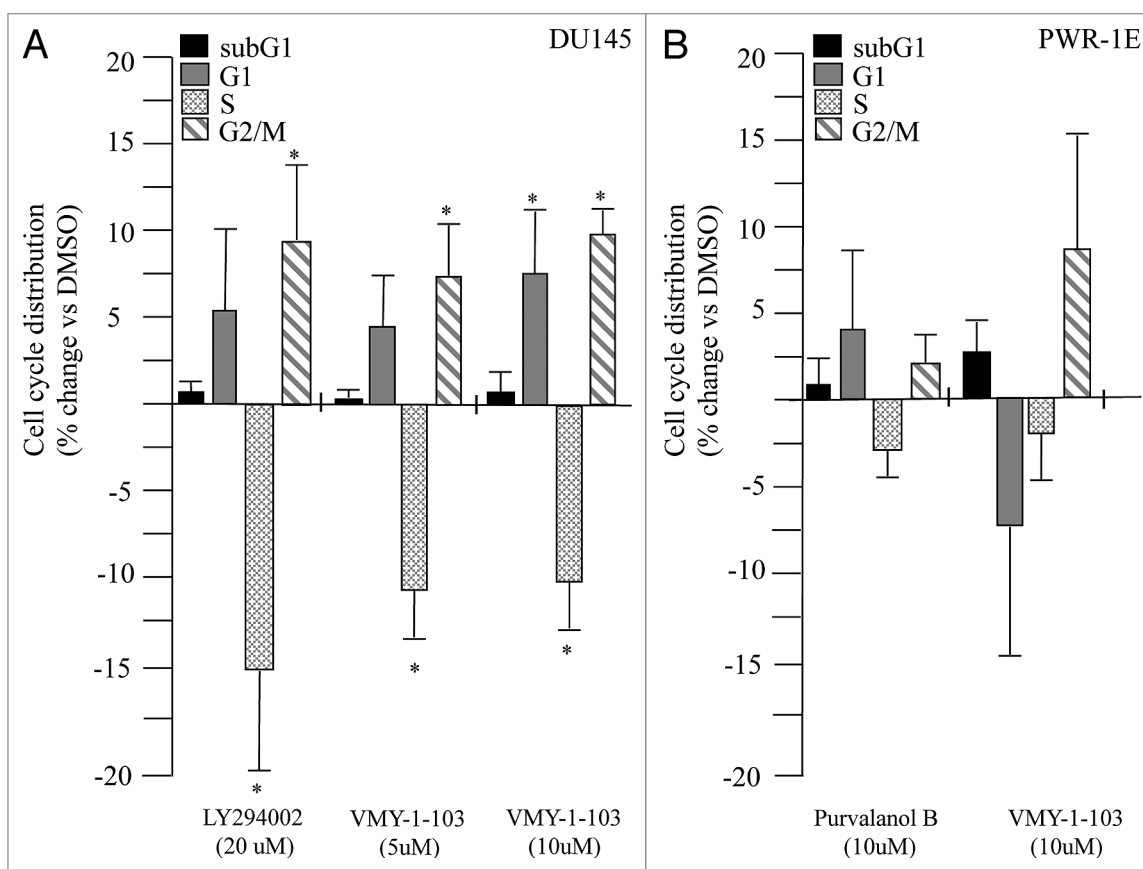 A
DU145
subG1
G1
S
G2/M
Cell cycle distribution
(% change vs DMSO)
20
15
10
5
-5
-10
-15
-20
*
*
*
*
*
*
*
LY294002
(20 uM)
VMY-1-103
(5uM)
VMY-1-103
(10uM)
B
PWR-1E
subG1
G1
S
G2/M
Cell cycle distribution
(% change vs DMSO)
20
15
10
5
-5
-10
-15
-20
Purvalanol B
(10uM)
VMY-1-103
(10uM)